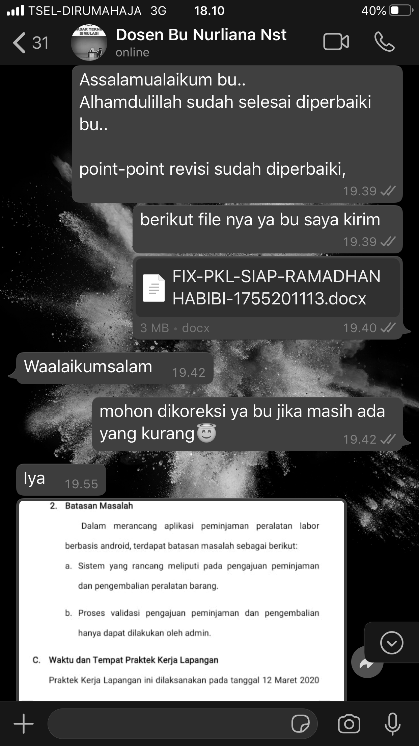 TSEL-DIRUMAHAJA 3G 18.10 40%
31 Dosen Bu Nurliana Nst
online
Assalamualaikum bu..
Alhamdulillah sudah selesai diperbaiki
bu..
point-point revisi sudah diperbaiki,
19.39
berikut file nya ya bu saya kirim
19.39
FIX-PKL-SIAP-RAMADHAN
HABIBI-1755201113.docx
3 MB • docx 19.40
Waalaikumsalam 19.42
mohon dikoreksi ya bu jika masih ada
yang kurang😇
19.42
Iya 19.55
2. Batasan Masalah
Dalam merancang aplikasi peminjaman peralatan labor
berbasis android, terdapat batasan masalah sebagai berikut:
a. Sistem yang rancang meliputi pada pengajuan peminjaman
dan pengembalian peralatan barang.
b. Proses validasi pengajuan peminjaman dan pengembalian
hanya dapat dilakukan oleh admin.
C. Waktu dan Tempat Praktek Kerja Lapangan
Praktek Kerja Lapangan ini dilaksanakan pada tanggal 12 Maret 2020